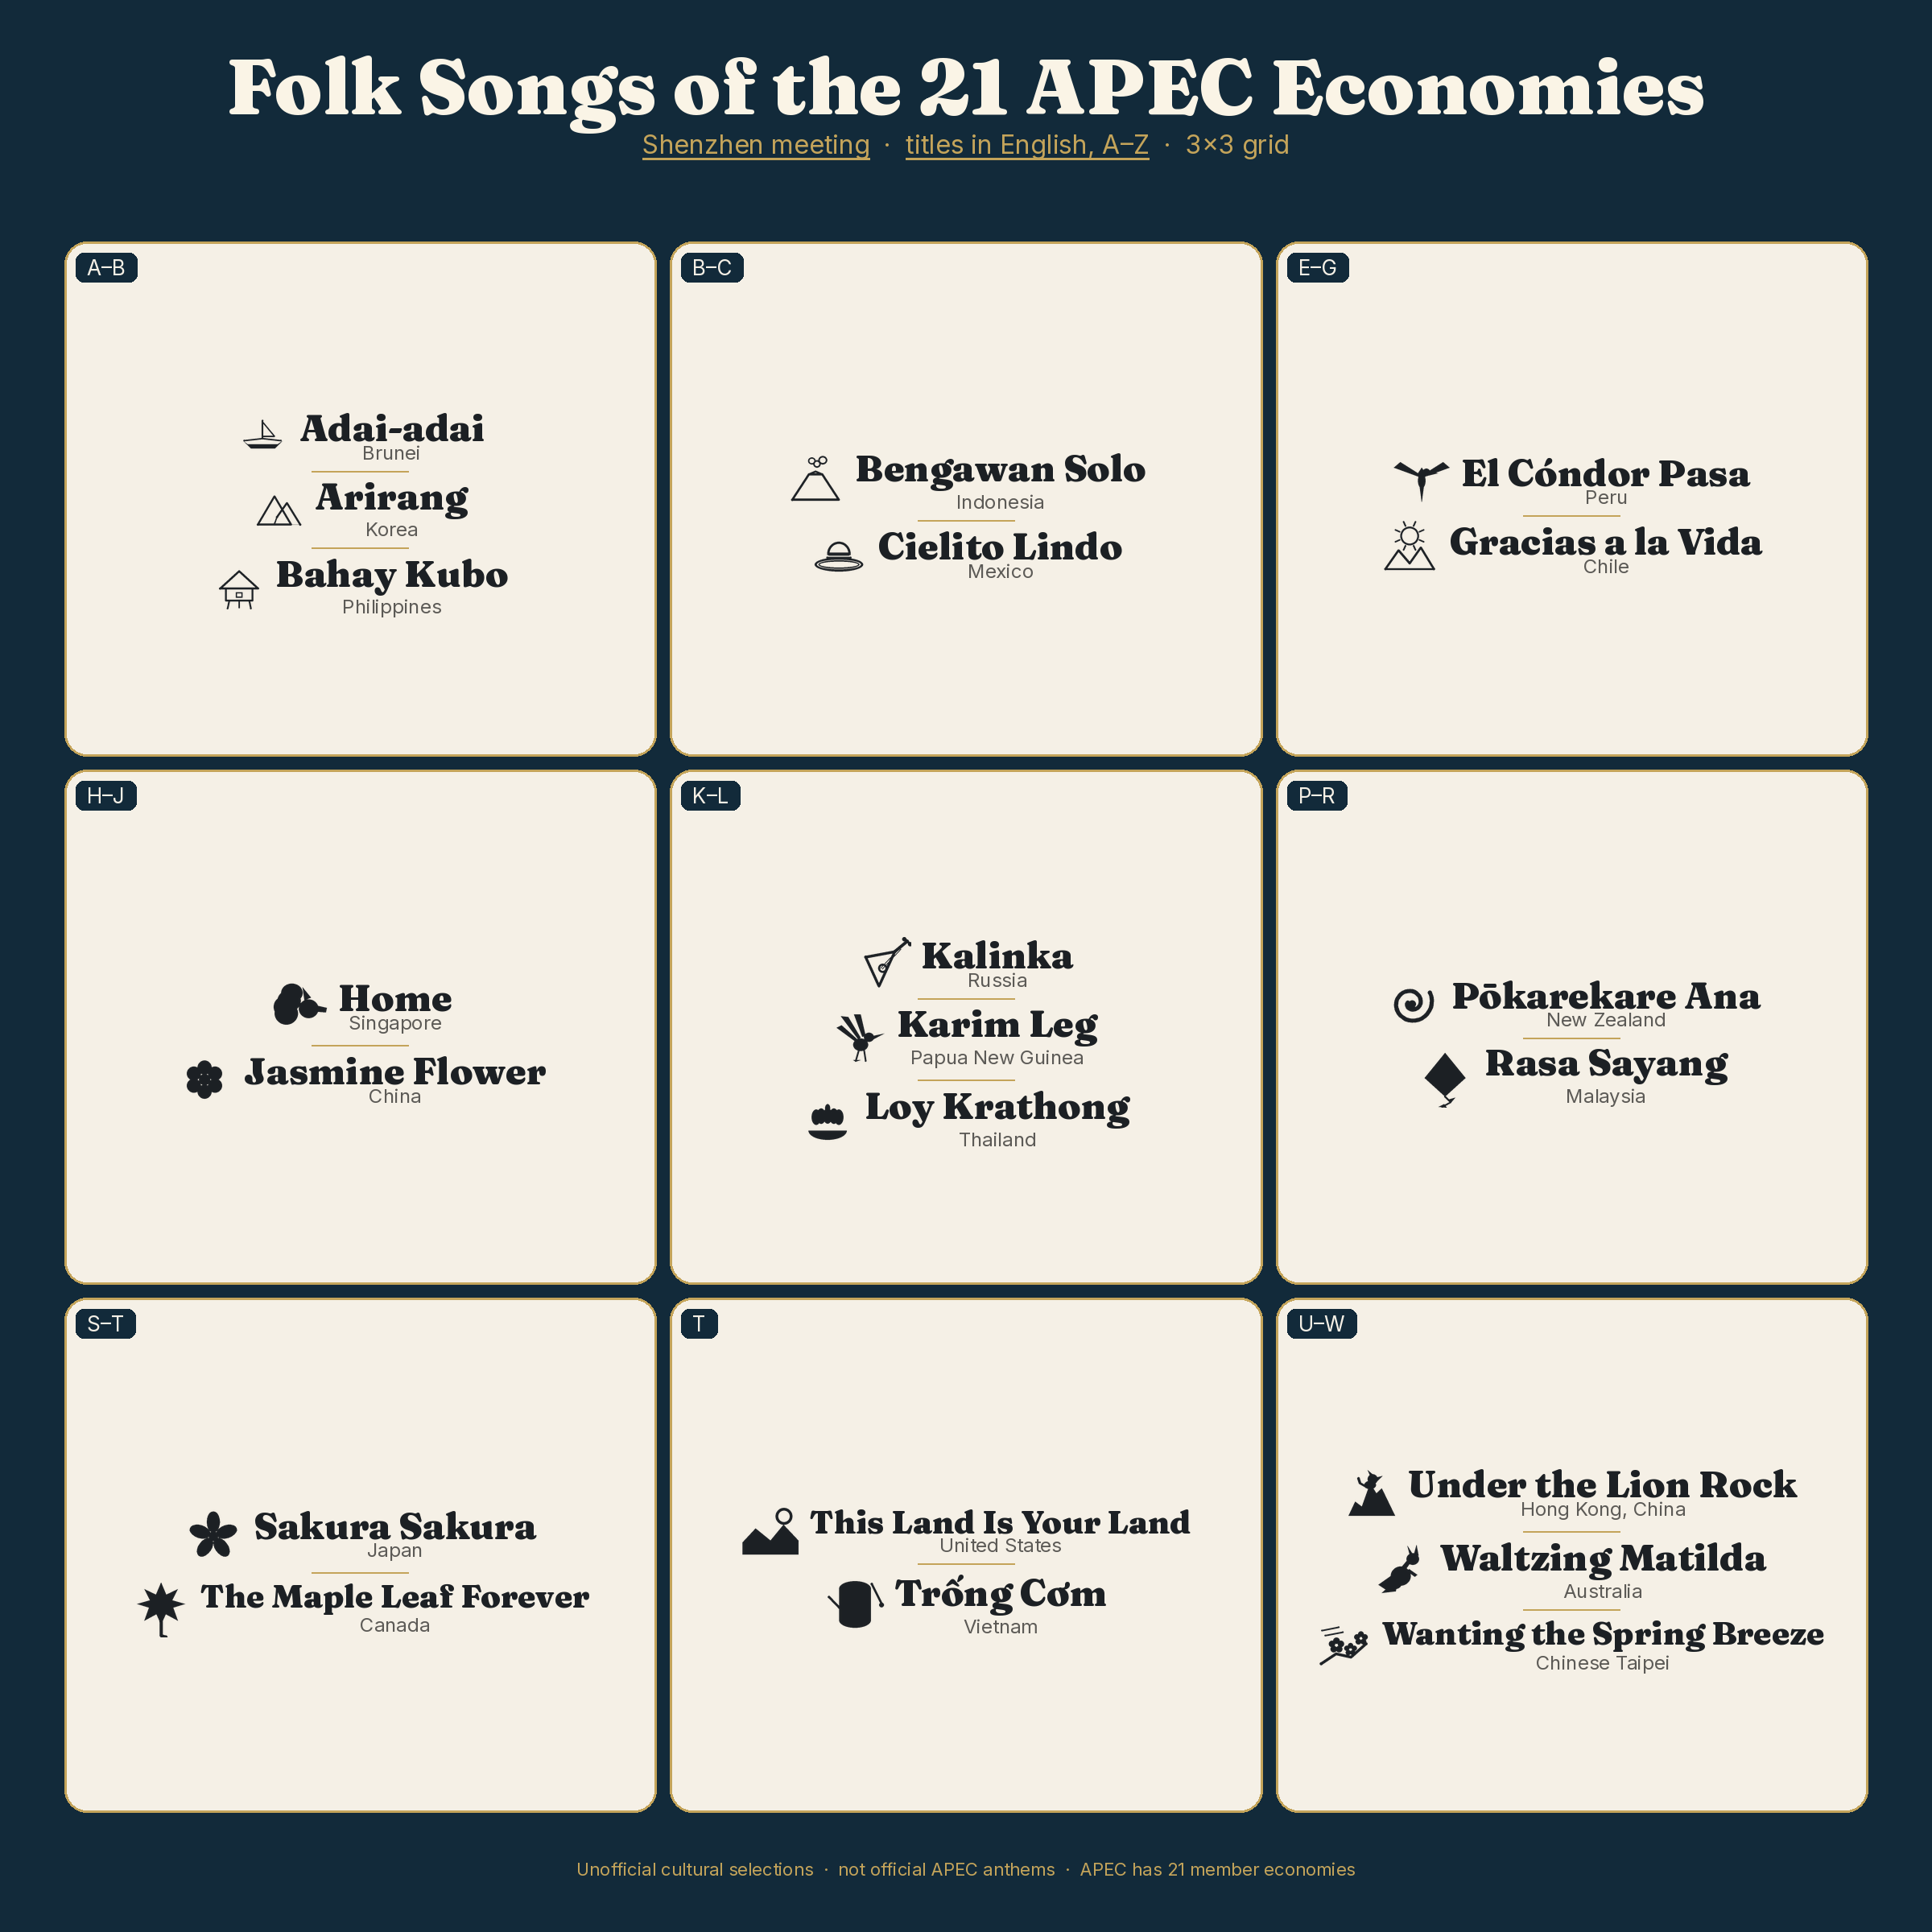 Folk Songs of the 21 APEC Economies
Shenzhen meeting · titles in English, A–Z · 3×3 grid
A–B
Adai-adai
Brunei
Arirang
Korea
Bahay Kubo
Philippines
B–C
Bengawan Solo
Indonesia
Cielito Lindo
Mexico
E–G
El Cóndor Pasa
Peru
Gracias a la Vida
Chile
H–J
Home
Singapore
Jasmine Flower
China
K–L
Kalinka
Russia
Karim Leg
Papua New Guinea
Loy Krathong
Thailand
P–R
Pōkarekare Ana
New Zealand
Rasa Sayang
Malaysia
S–T
Sakura Sakura
Japan
The Maple Leaf Forever
Canada
T
This Land Is Your Land
United States
Trống Cơm
Vietnam
U–W
Under the Lion Rock
Hong Kong, China
Waltzing Matilda
Australia
Wanting the Spring Breeze
Chinese Taipei
Unofficial cultural selections · not official APEC anthems · APEC has 21 member economies